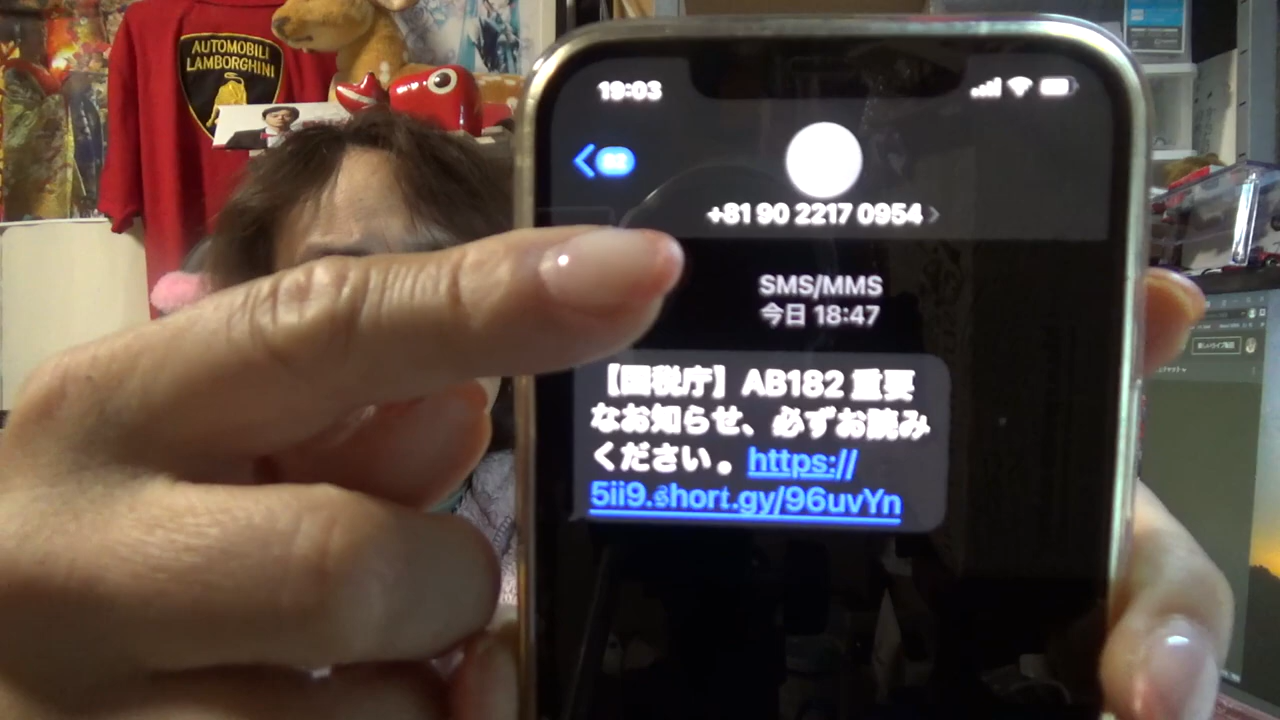 AUTOMOBILI
LAMBORGHINI
19:03
+81 90 2217 0954
SMS/MMS
今日 18:47
【国税庁】AB182 重要
なお知らせ、必ずお読み
ください。https://
5ii9.short.gy/96uvYn